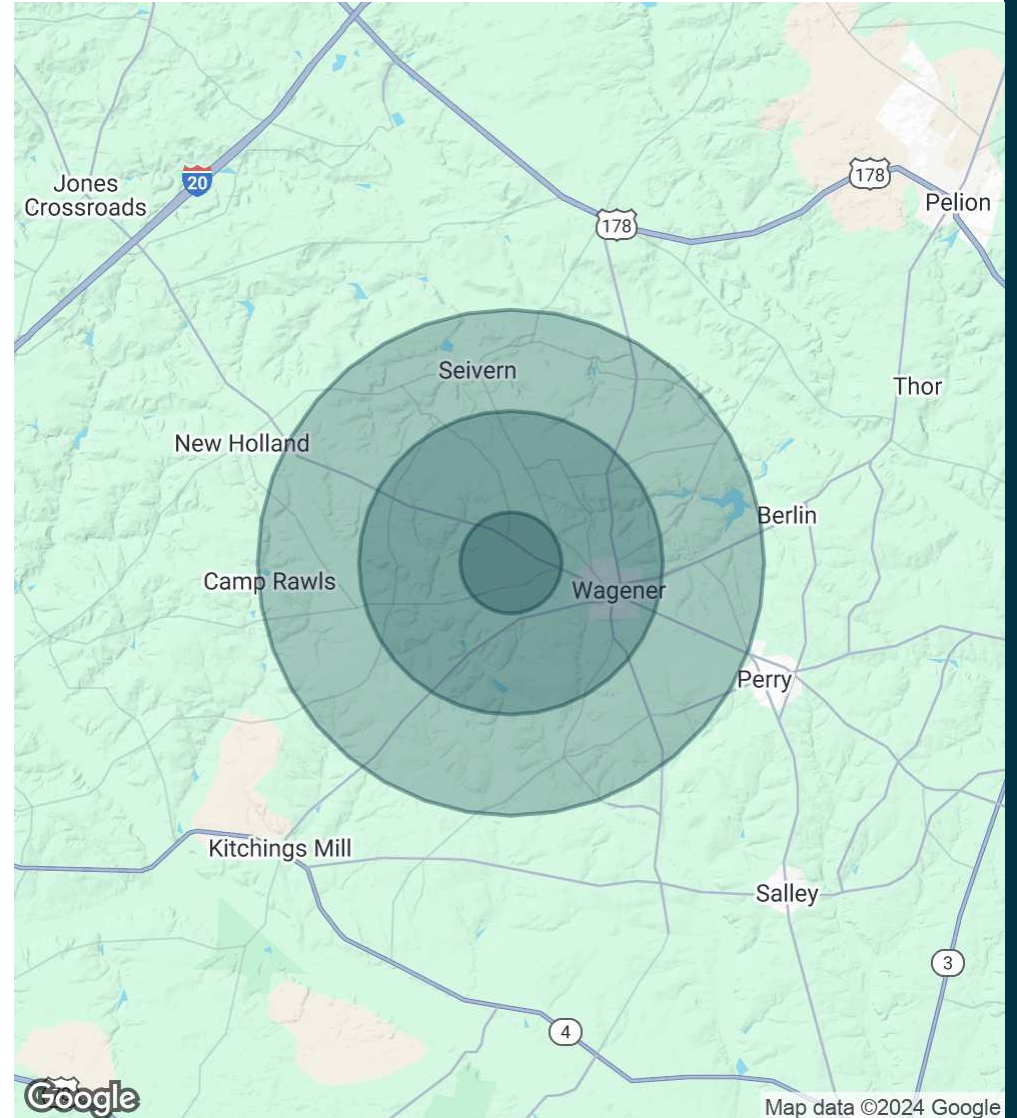 Jones
Crossroads
20
178
178
Pelion
Seivern
Thor
New Holland
Berlin
Camp Rawls
Wagener
Perry
Kitchings Mill
Salley
3
4
Google
Map data ©2024 Google